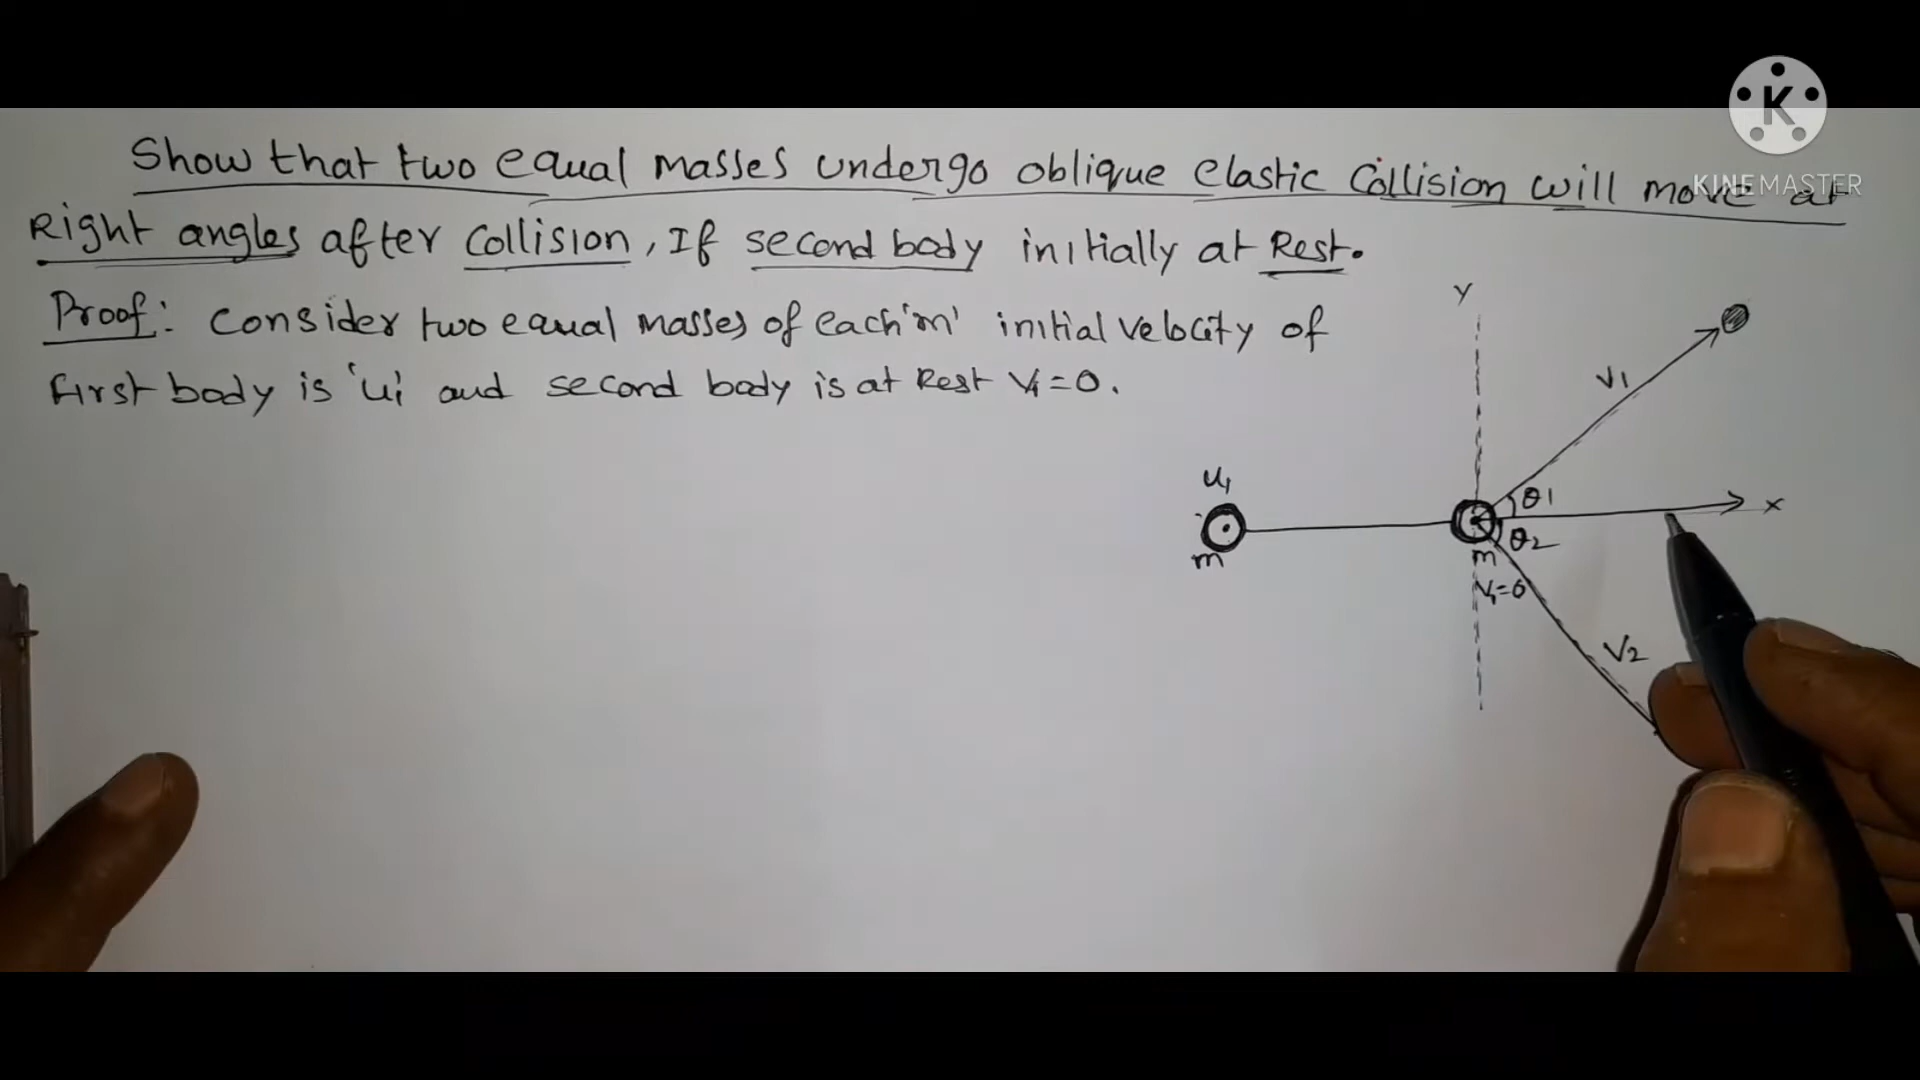 Show that two equal masses undergo oblique elastic collision will move at
Right angles after collision, If second body initially at Rest.
Proof: Consider two equal masses of each 'm' initial velocity of
first body is 'u1 and second body is at Rest V1=0.
K
KINEMASTER
Y
V1
u1
θ1
x
θ2
m
m
V1=0
V2